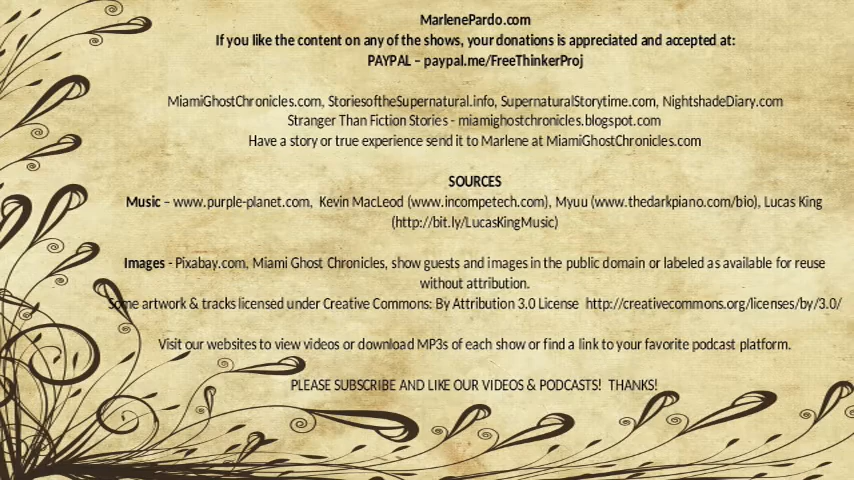 MarlenePardo.com
If you like the content on any of the shows, your donations is appreciated and accepted at:
PAYPAL – paypal.me/FreeThinkerProj
MiamiGhostChronicles.com, StoriesoftheSupernatural.info, SupernaturalStorytime.com, NightshadeDiary.com
Stranger Than Fiction Stories - miamighostchronicles.blogspot.com
Have a story or true experience send it to Marlene at MiamiGhostChronicles.com
SOURCES
Music – www.purple-planet.com, Kevin MacLeod (www.incompetech.com), Myuu (www.thedarkpiano.com/bio), Lucas King
(http://bit.ly/LucasKingMusic)
Images - Pixabay.com, Miami Ghost Chronicles, show guests and images in the public domain or labeled as available for reuse
without attribution.
Some artwork & tracks licensed under Creative Commons: By Attribution 3.0 License http://creativecommons.org/licenses/by/3.0/
Visit our websites to view videos or download MP3s of each show or find a link to your favorite podcast platform.
PLEASE SUBSCRIBE AND LIKE OUR VIDEOS & PODCASTS! THANKS!